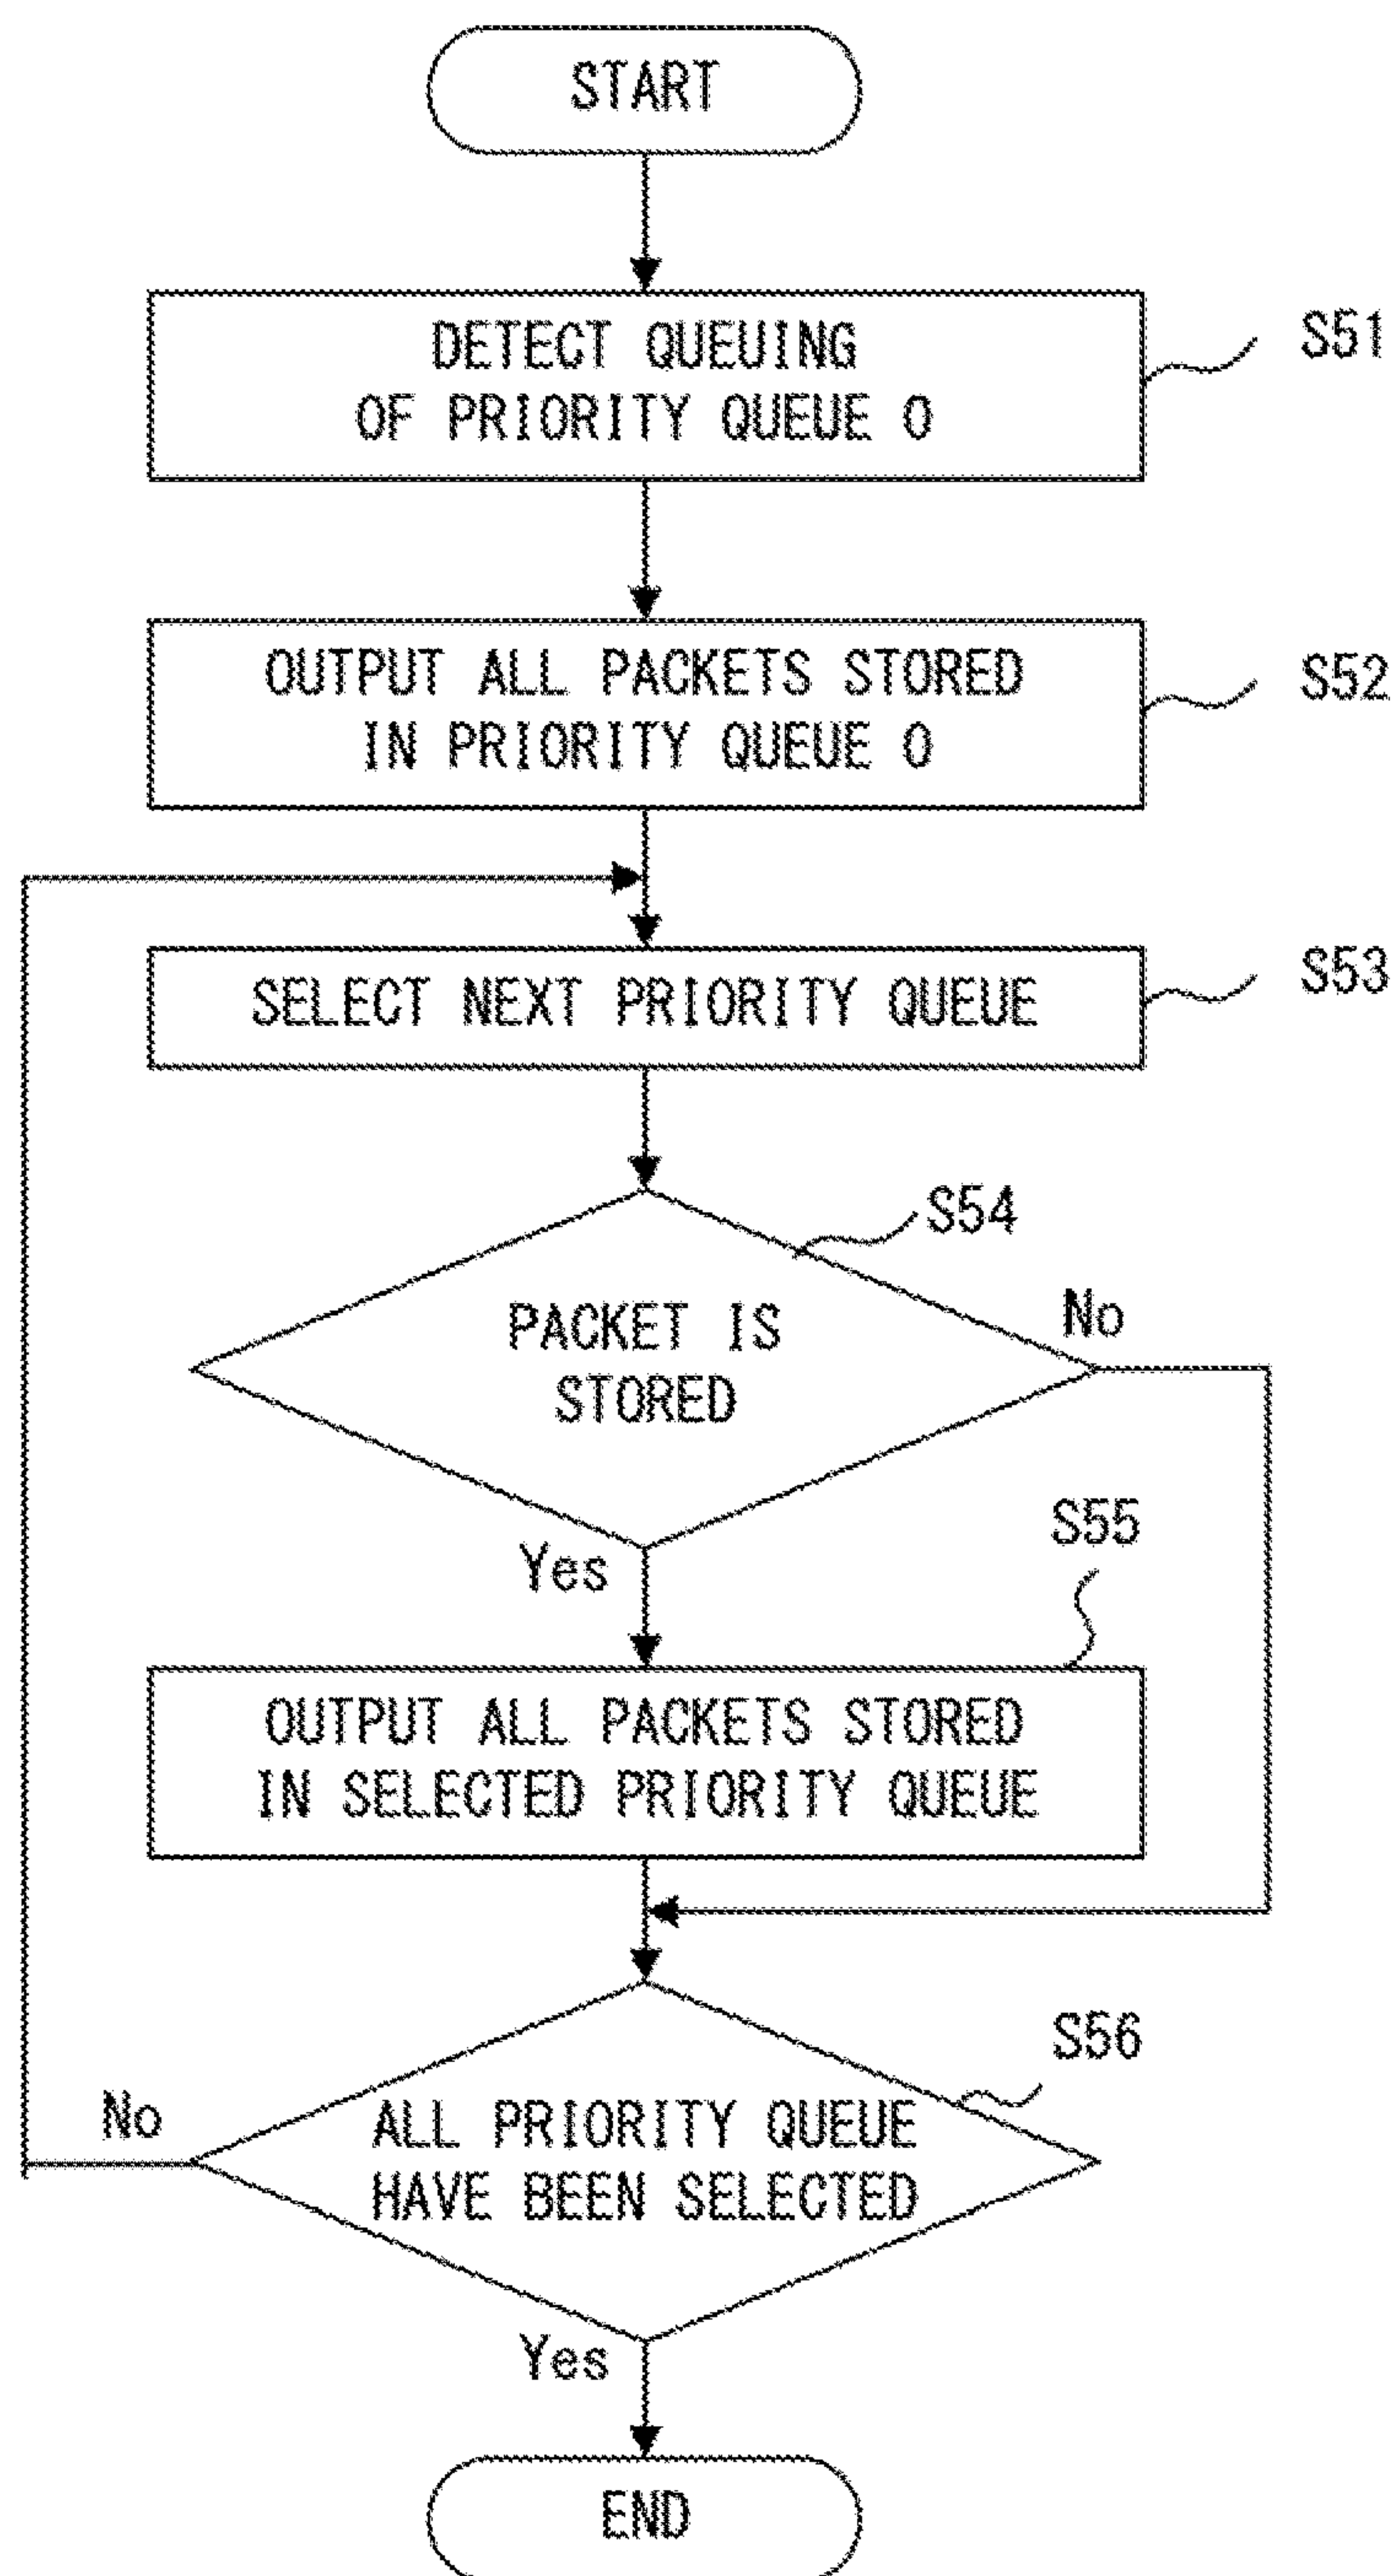 START
DETECT QUEUING
OF PRIORITY QUEUE 0
S51
OUTPUT ALL PACKETS STORED
IN PRIORITY QUEUE 0
S52
SELECT NEXT PRIORITY QUEUE
S53
S54
PACKET IS
STORED
No
Yes
S55
OUTPUT ALL PACKETS STORED
IN SELECTED PRIORITY QUEUE
S56
ALL PRIORITY QUEUE
HAVE BEEN SELECTED
No
Yes
END